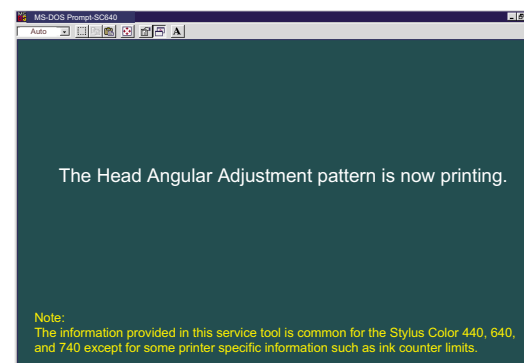 MS-DOS Prompt-SC640
Auto
A
The Head Angular Adjustment pattern is now printing.
Note:
The information provided in this service tool is common for the Stylus Color 440, 640,
and 740 except for some printer specific information such as ink counter limits.